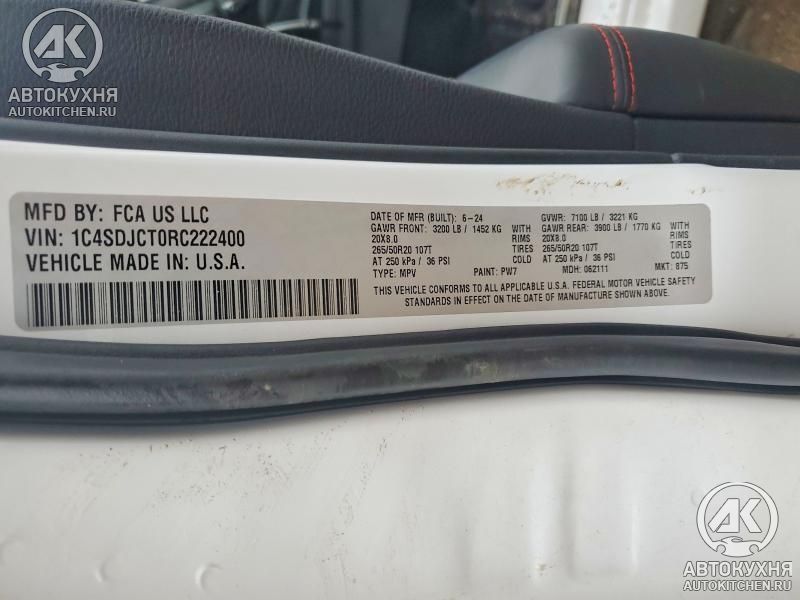 АК
АВТОКУХНЯ
AUTOKITCHEN.RU
MFD BY: FCA US LLC
VIN: 1C4SDJCT0RC222400
VEHICLE MADE IN: U.S.A.
DATE OF MFR (BUILT): 6-24 GVWR: 7100 LB / 3221 KG
GAWR FRONT: 3200 LB / 1452 KG WITH GAWR REAR: 3900 LB / 1770 KG WITH
20X8.0 RIMS 20X8.0 RIMS
265/50R20 107T TIRES 265/50R20 107T TIRES
AT 250 kPa / 36 PSI COLD AT 250 kPa / 36 PSI COLD
TYPE: MPV PAINT: PW7 MDH: 062111 MKT: 875
THIS VEHICLE CONFORMS TO ALL APPLICABLE U.S.A. FEDERAL MOTOR VEHICLE SAFETY
STANDARDS IN EFFECT ON THE DATE OF MANUFACTURE SHOWN ABOVE.
АК
АВТОКУХНЯ
AUTOKITCHEN.RU